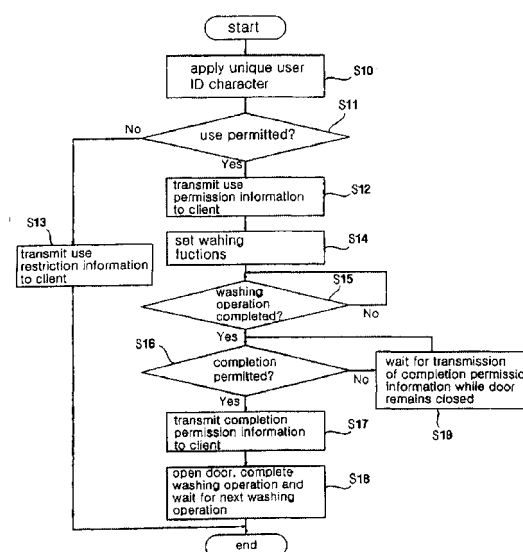 start
apply unique user
ID character
S10
S11
No
use permitted?
Yes
transmit use
permission information
to client
S12
S13
transmit use
restriction information
to client
set wahing
fuctions
S14
S15
washing
operation
completed?
No
Yes
S16
completion
permitted?
No
wait for transmission
of completion permissio
information while door
remains closed
S19
Yes
transmit completion
permission information to
client
S17
open door, complete
washing operation and
wait for next washing
operation
S18
end